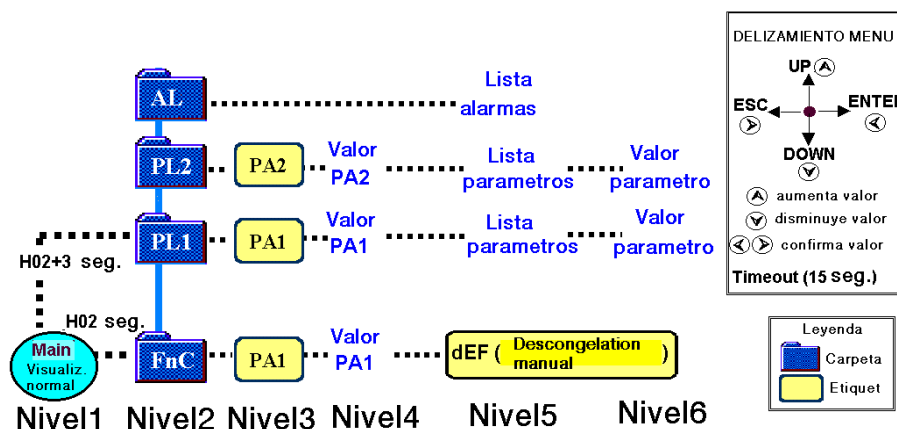 DELIZAMIENTO MENU
UP
ESC
ENTER
DOWN
aumenta valor
disminuye valor
confirma valor
Timeout (15 seg.)
AL
Lista
alarmas
PL2
PA2
Valor
PA2
Lista
parametros
Valor
parametro
PL1
PA1
Valor
PA1
Lista
parametros
Valor
parametro
H02+3 seg.
H02 seg.
Main
Visualiz.
normal
FnC
PA1
Valor
PA1
dEF ( Descongelation
manual )
Leyenda
Carpeta
Etiquet
Nivel1 Nivel2 Nivel3 Nivel4 Nivel5 Nivel6